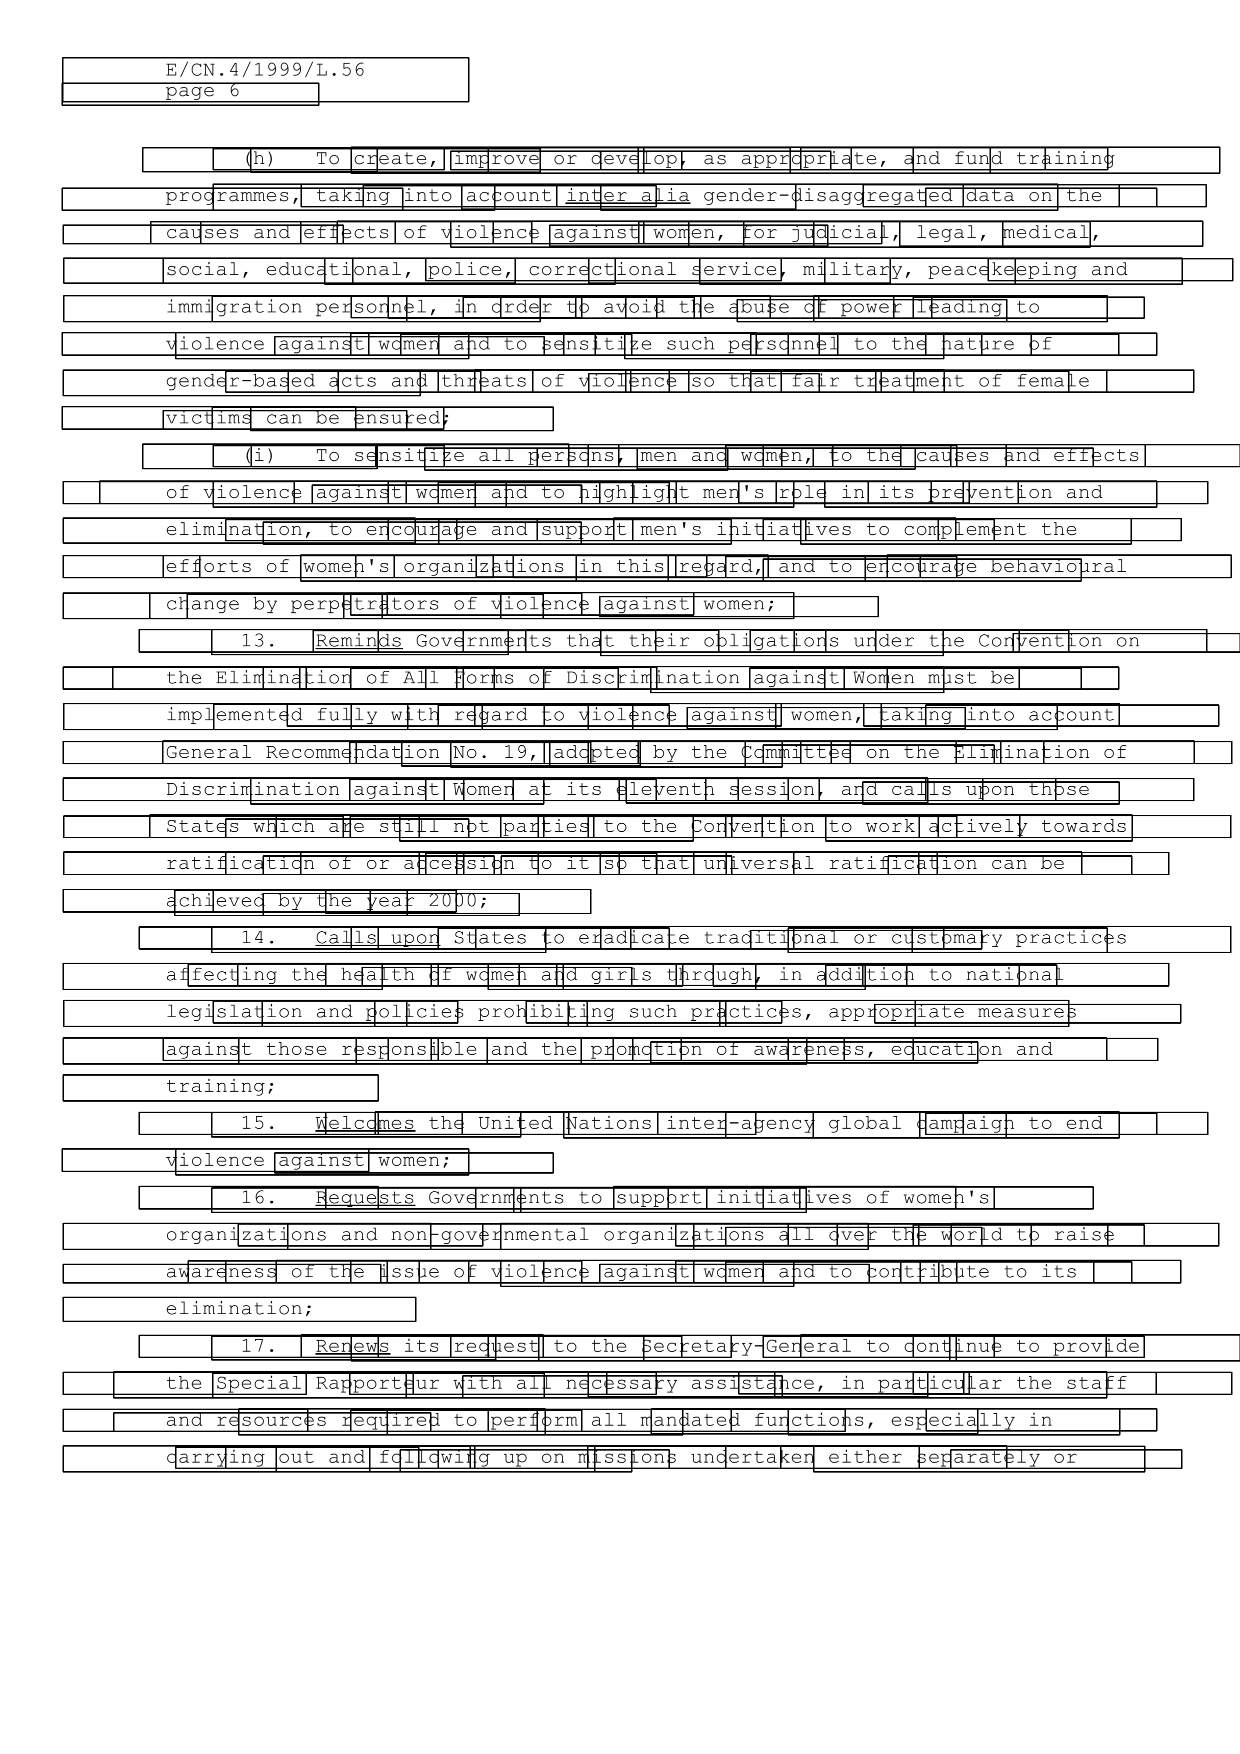 E/CN.4/1999/L.56
page 6
(h) To create, improve or develop, as appropriate, and fund training
programmes, taking into account inter alia gender-disaggregated data on the
causes and effects of violence against women, for judicial, legal, medical,
social, educational, police, correctional service, military, peacekeeping and
immigration personnel, in order to avoid the abuse of power leading to
violence against women and to sensitize such personnel to the nature of
gender-based acts and threats of violence so that fair treatment of female
victims can be ensured;
(i) To sensitize all persons, men and women, to the causes and effects
of violence against women and to highlight men's role in its prevention and
elimination, to encourage and support men's initiatives to complement the
efforts of women's organizations in this regard, and to encourage behavioural
change by perpetrators of violence against women;
13. Reminds Governments that their obligations under the Convention on
the Elimination of All Forms of Discrimination against Women must be
implemented fully with regard to violence against women, taking into account
General Recommendation No. 19, adopted by the Committee on the Elimination of
Discrimination against Women at its eleventh session, and calls upon those
States which are still not parties to the Convention to work actively towards
ratification of or accession to it so that universal ratification can be
achieved by the year 2000;
14. Calls upon States to eradicate traditional or customary practices
affecting the health of women and girls through, in addition to national
legislation and policies prohibiting such practices, appropriate measures
against those responsible and the promotion of awareness, education and
training;
15. Welcomes the United Nations inter-agency global campaign to end
violence against women;
16. Requests Governments to support initiatives of women's
organizations and non-governmental organizations all over the world to raise
awareness of the issue of violence against women and to contribute to its
elimination;
17. Renews its request to the Secretary-General to continue to provide
the Special Rapporteur with all necessary assistance, in particular the staff
and resources required to perform all mandated functions, especially in
carrying out and following up on missions undertaken either separately or